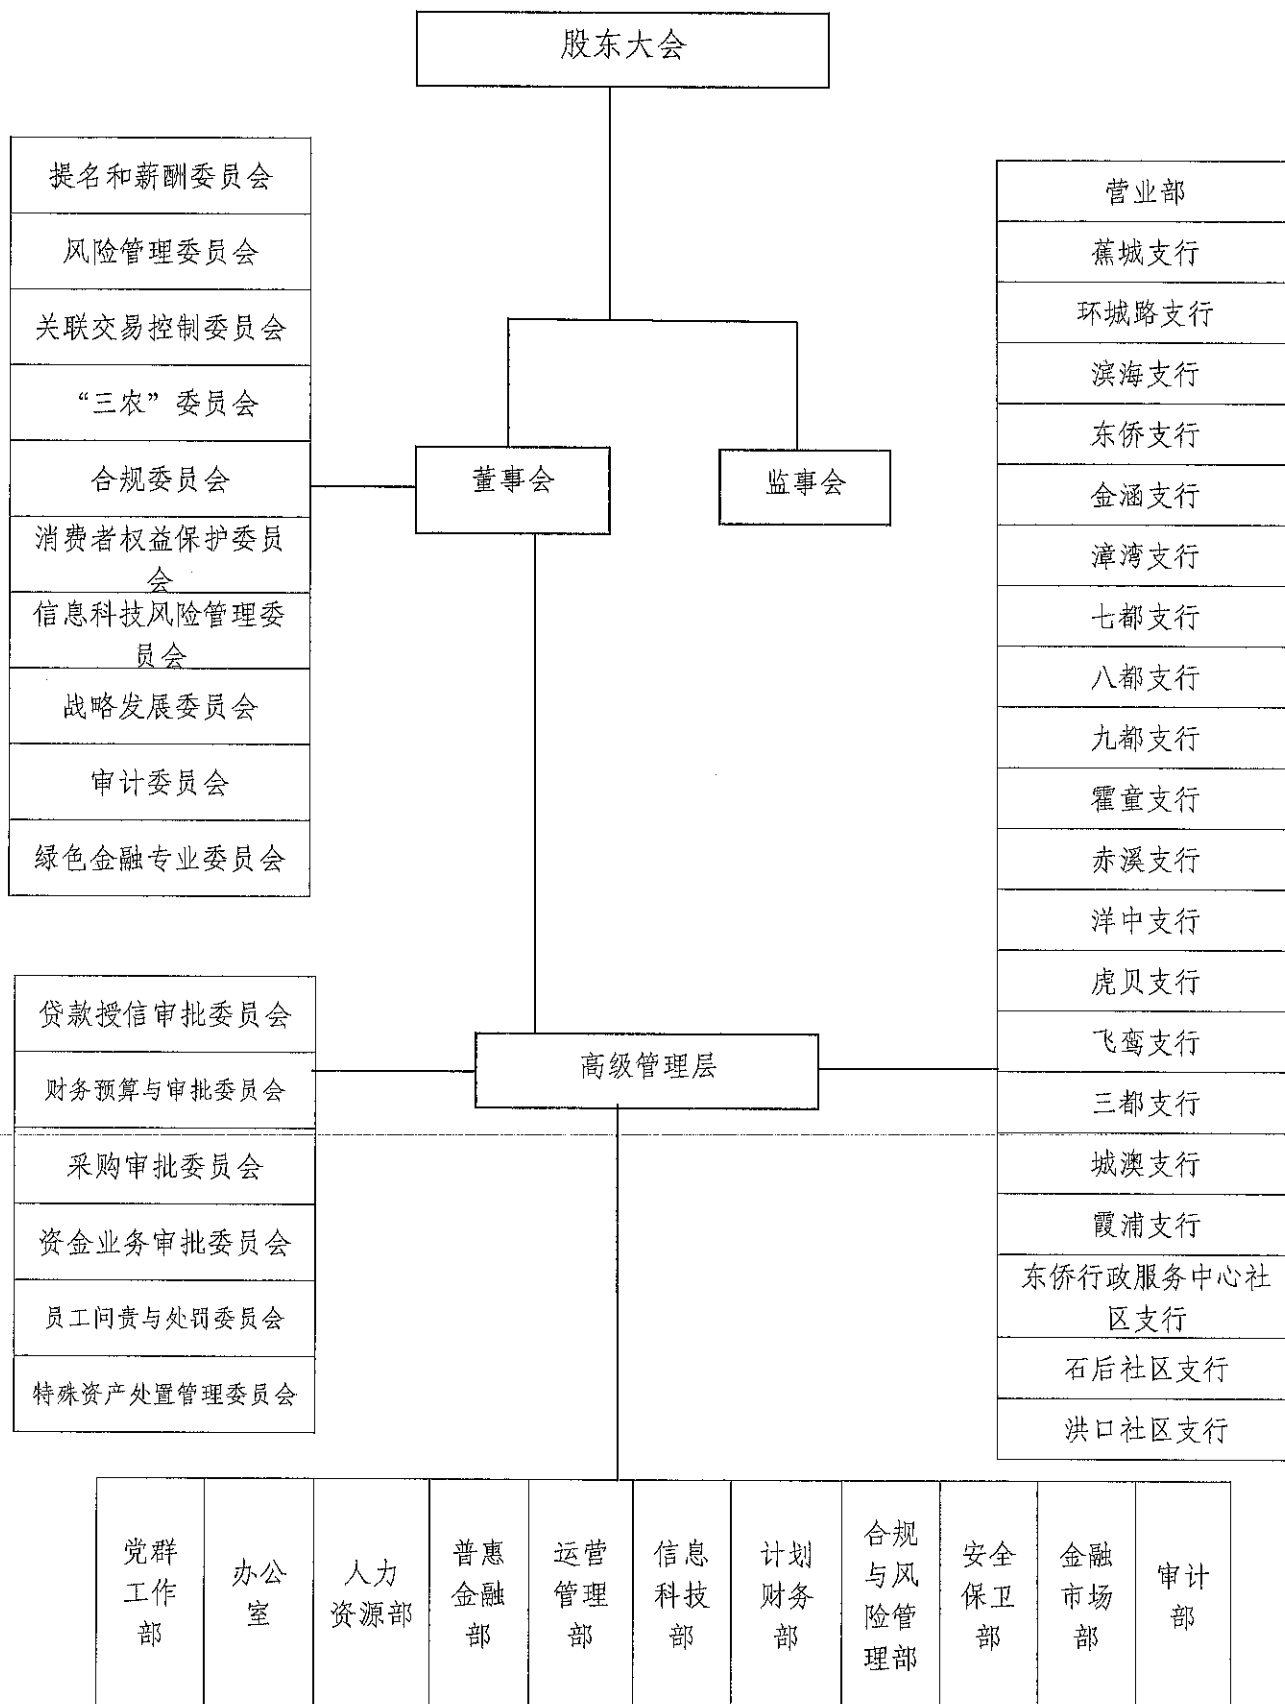 股东大会
提名和薪酬委员会
风险管理委员会
关联交易控制委员会
“三农”委员会
合规委员会
消费者权益保护委员
会
信息科技风险管理委
员会
战略发展委员会
审计委员会
绿色金融专业委员会
董事会
监事会
营业部
蕉城支行
环城路支行
滨海支行
东侨支行
金涵支行
漳湾支行
七都支行
八都支行
九都支行
霍童支行
赤溪支行
洋中支行
虎贝支行
飞鸾支行
三都支行
城澳支行
霞浦支行
东侨行政服务中心社
区支行
石后社区支行
洪口社区支行
高级管理层
贷款授信审批委员会
财务预算与审批委员会
采购审批委员会
资金业务审批委员会
员工问责与处罚委员会
特殊资产处置管理委员会
党群
工作
部
办公
室
人力
资源部
普惠
金融
部
运营
管理
部
信息
科技
部
计划
财务
部
合规
与风
险管
理部
安全
保卫
部
金融
市场
部
审计
部